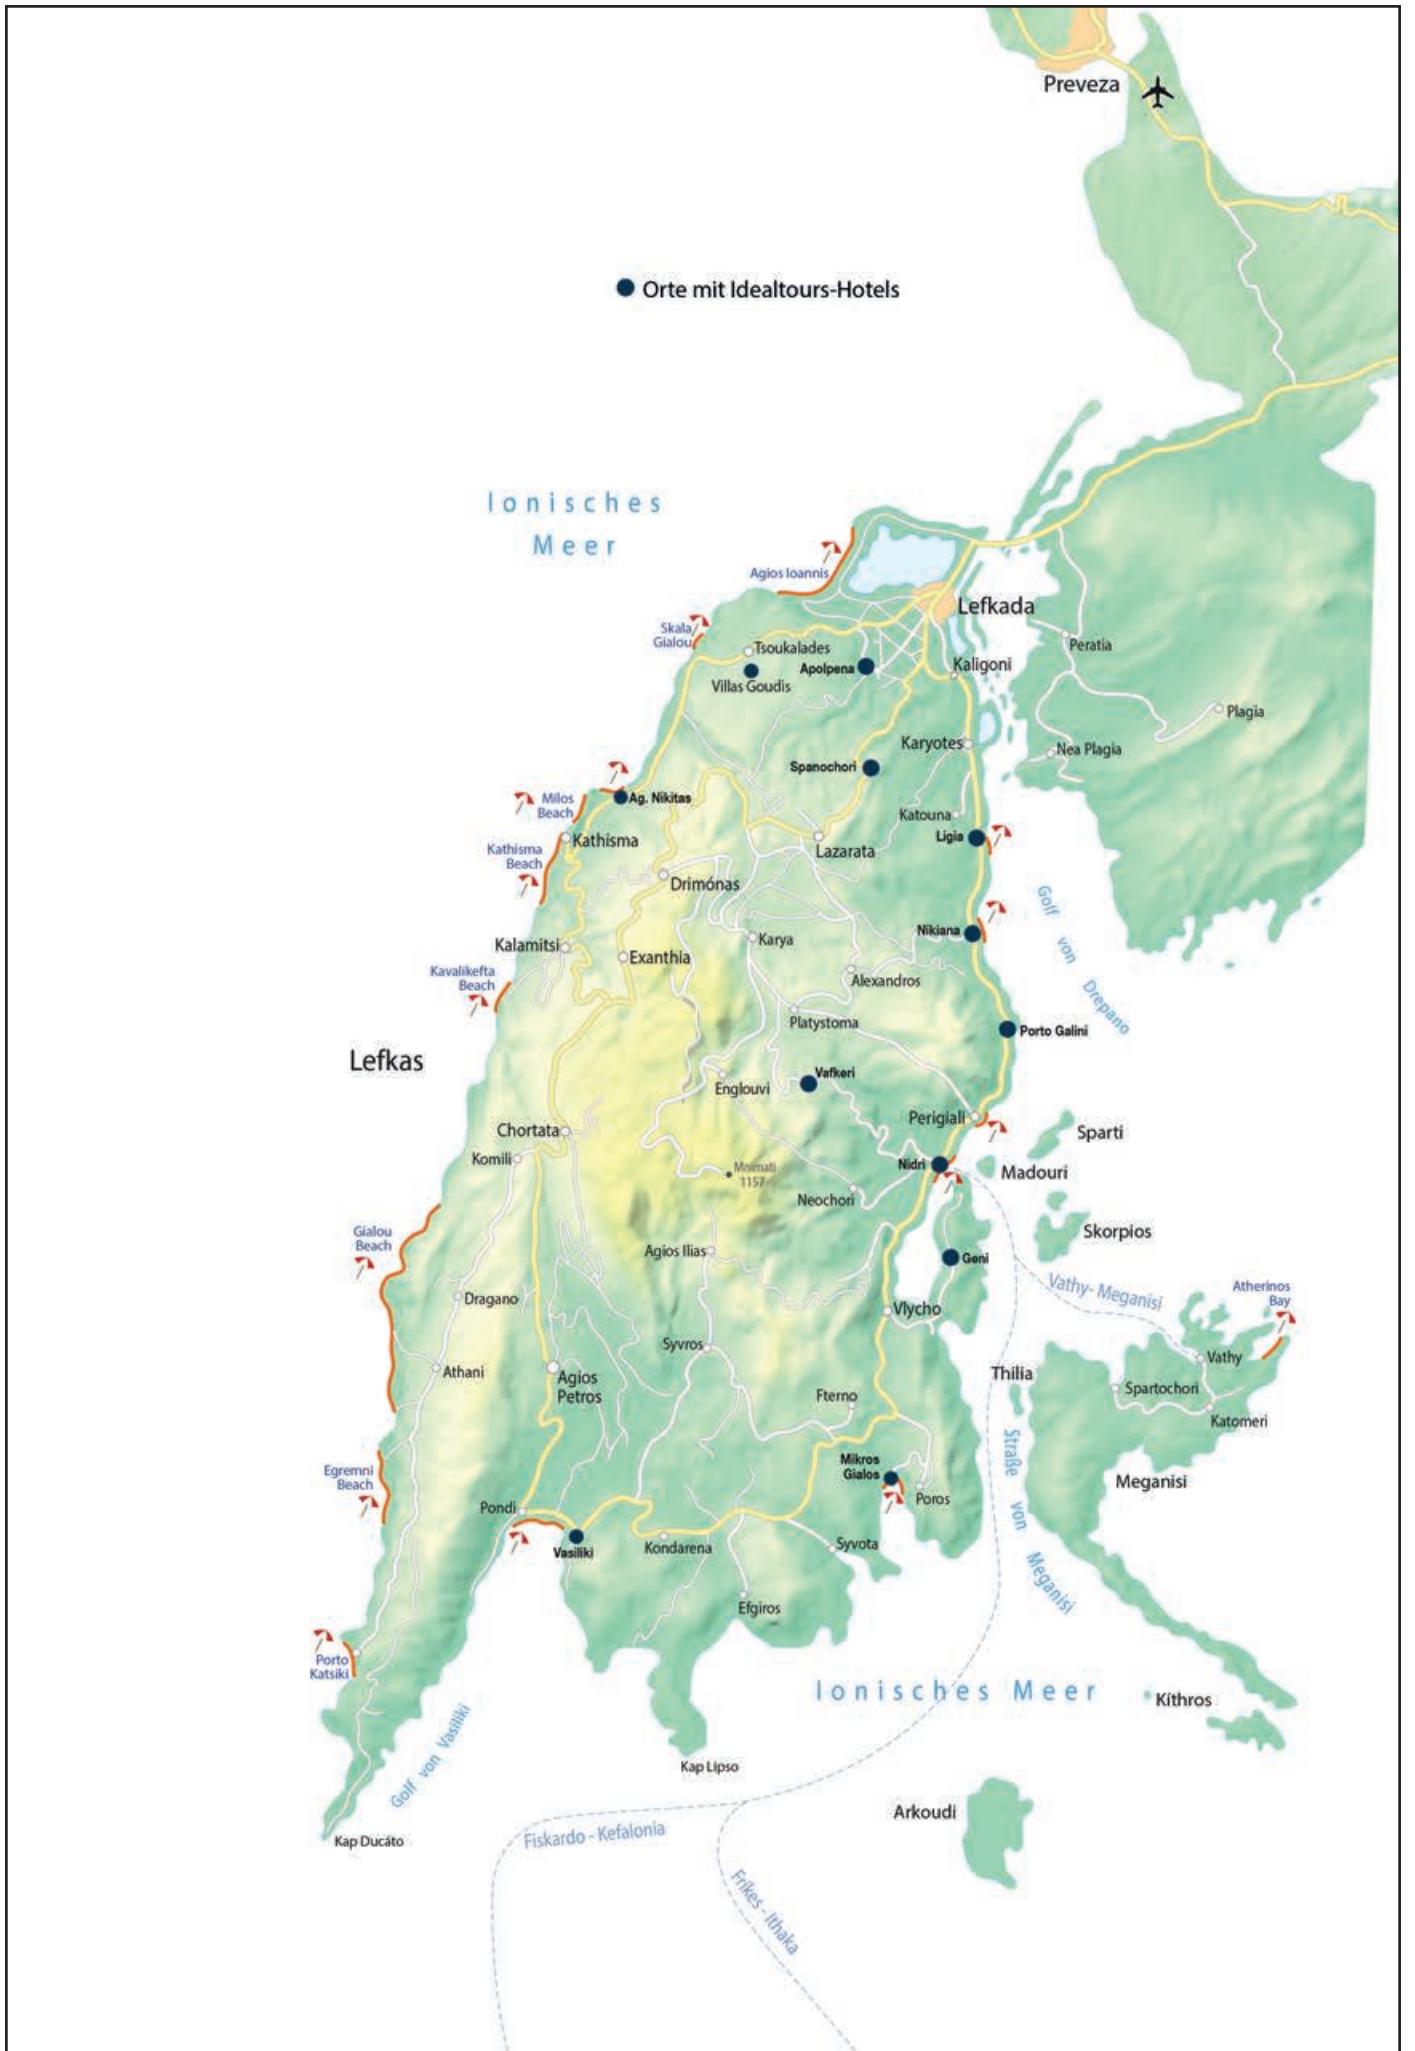 Preveza
Orte mit Idealtours-Hotels
Ionisches
Meer
Agios Ioannis
Lefkada
Skala
Gialou
Tsoukalades
Peratia
Apolpena
Kaligoni
Villas Goudis
Plagia
Karyotes
Nea Plagia
Spanochori
Milos
Beach
Ag. Nikitas
Katouna
Kathisma
Ligia
Kathisma
Beach
Lazarata
Drimónas
Golf von Drepano
Nikiana
Karya
Kalamitsi
Exanthia
Kavalikefta
Beach
Alexandros
Platystoma
Porto Galini
Lefkas
Vafkeri
Englouvi
Perigiali
Chortata
Sparti
Komili
Nidri
Mnimati
1157
Madouri
Neochori
Gialou
Beach
Skorpios
Agios Ilias
Geni
Vathy-Meganisi
Atherinos
Bay
Dragano
Vlycho
Syvros
Vathy
Athani
Thilia
Agios
Petros
Spartochori
Fterno
Katomeri
Straße von Meganisi
Mikros
Gialos
Egremni
Beach
Meganisi
Poros
Pondi
Vasiliki
Kondarena
Syvota
Efgiros
Porto
Katsiki
Ionisches Meer
Kithros
Golf von Vasiliki
Kap Lipso
Arkoudi
Fiskardo - Kefalonia
Kap Ducáto
Frikes - Ithaka